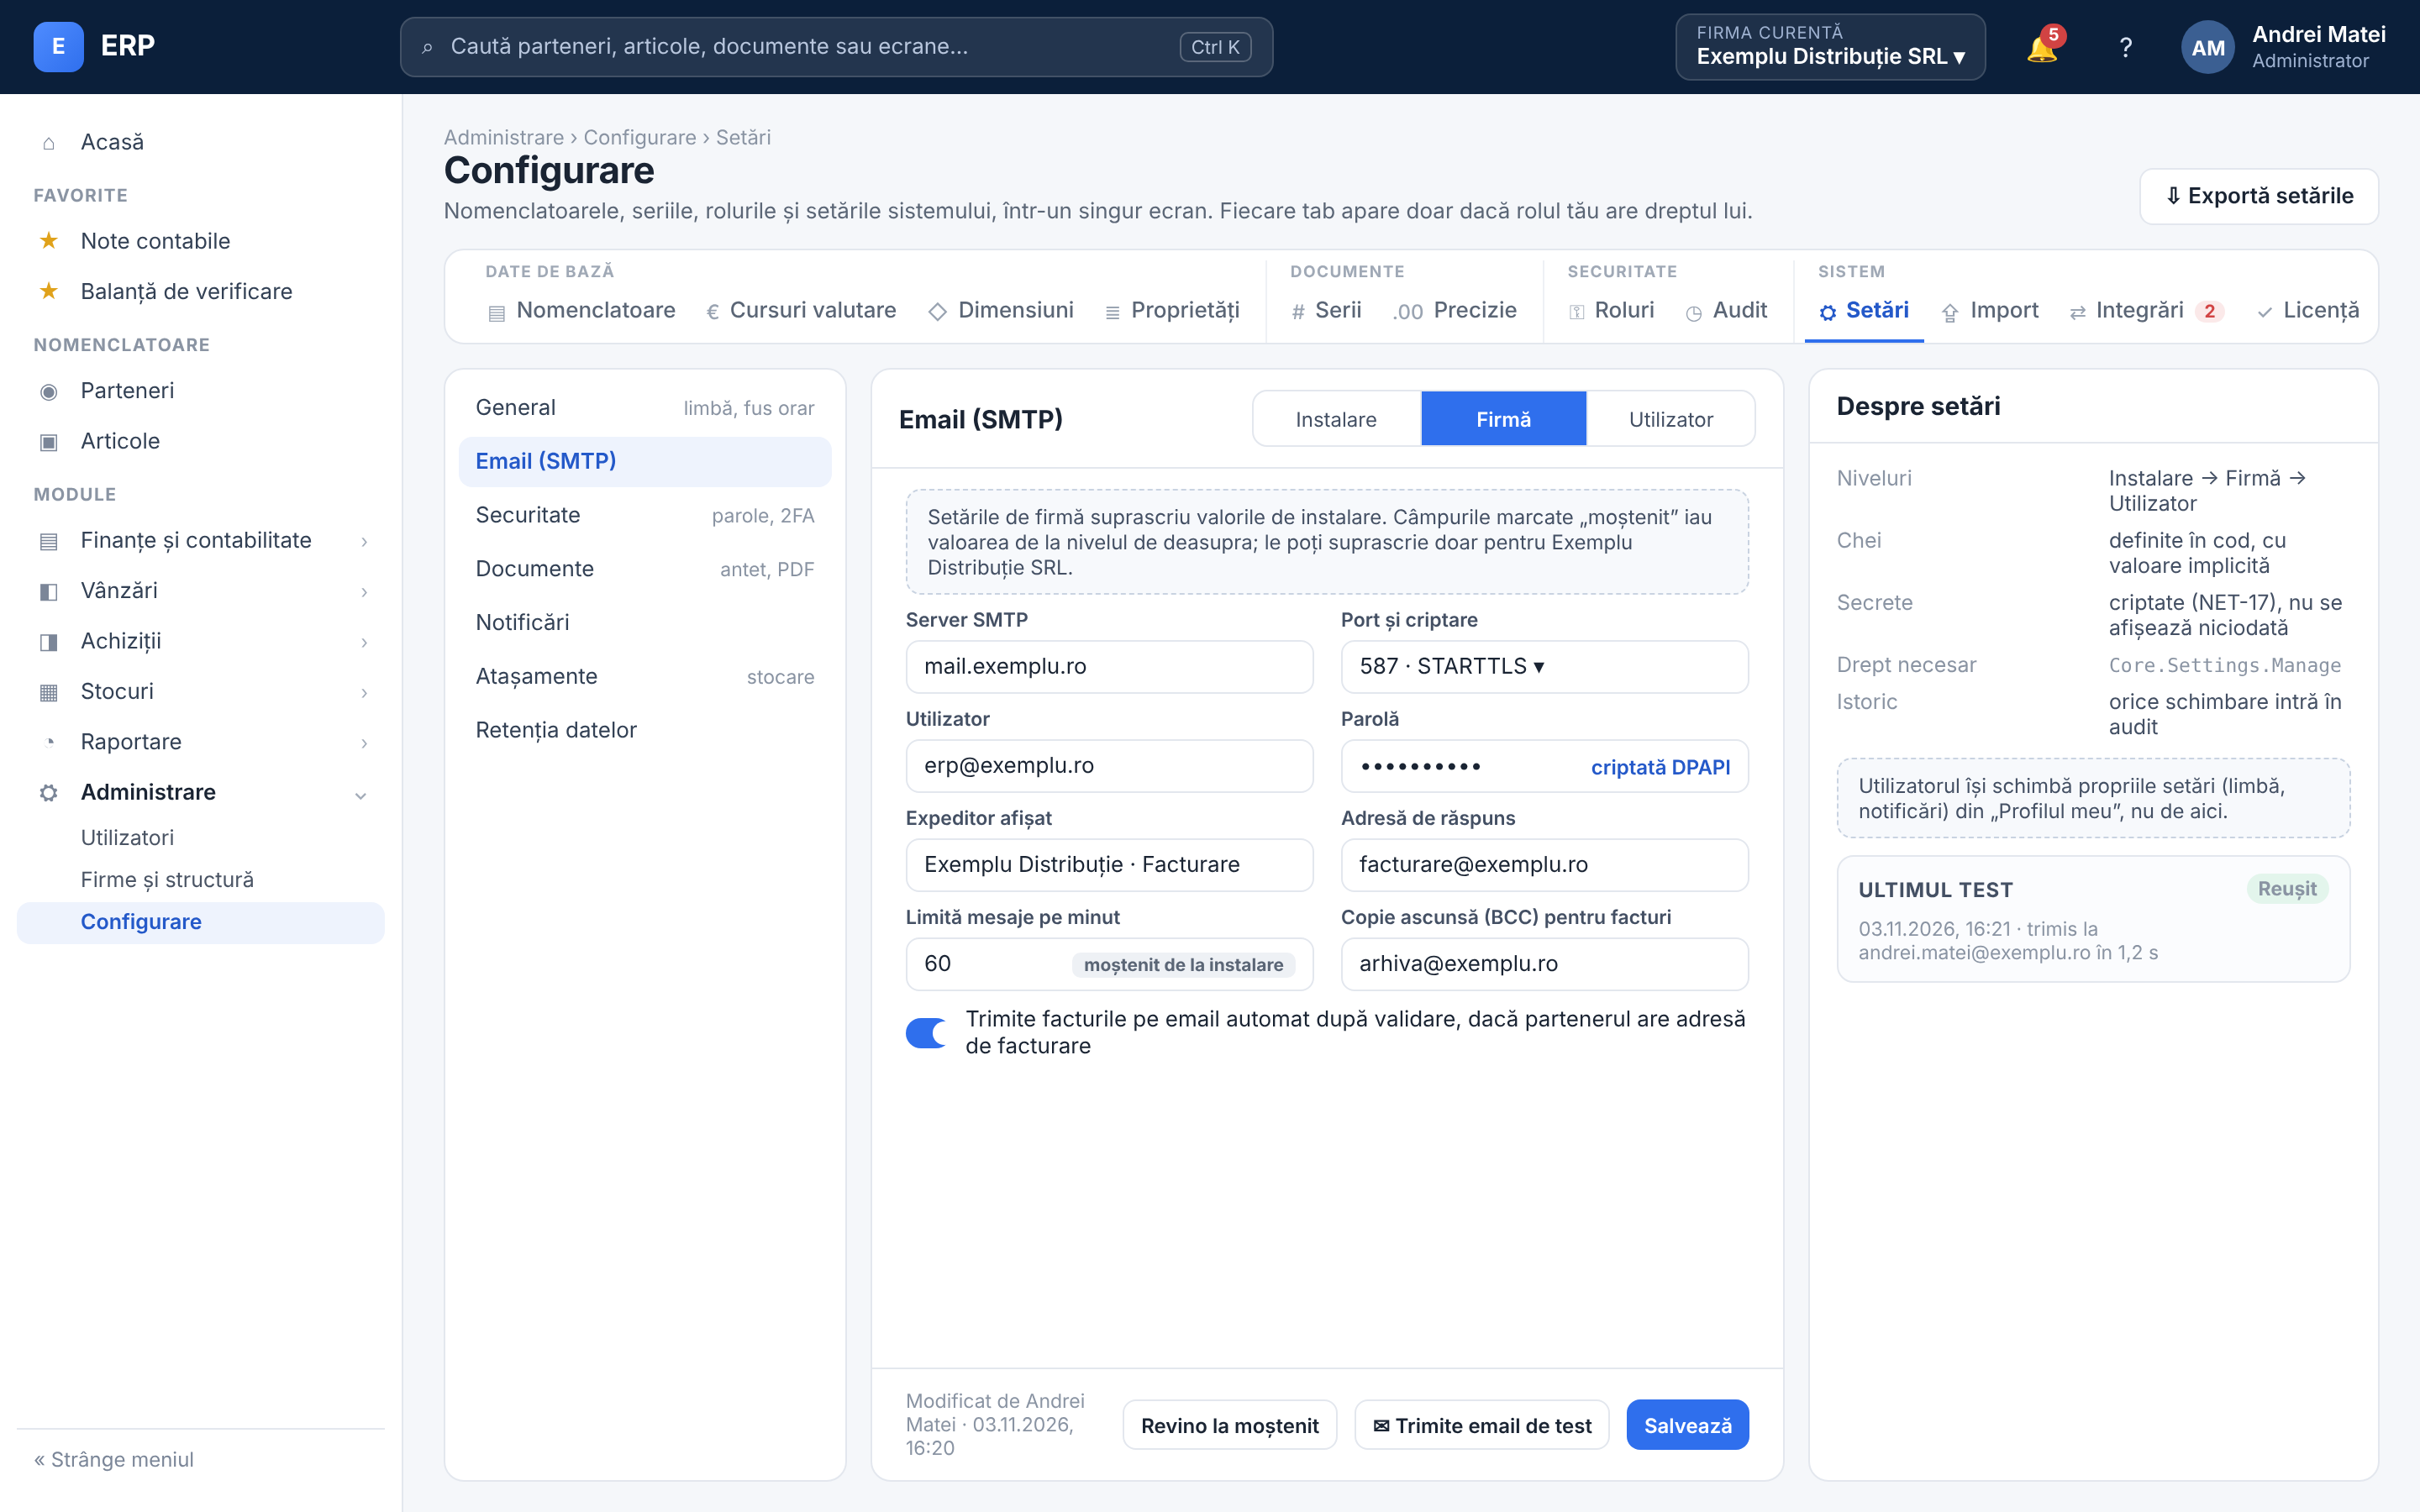 E ERP
Caută parteneri, articole, documente sau ecrane... Ctrl K
FIRMA CURENTĂ
Exemplu Distribuție SRL ▾
5
?
AM
Andrei Matei
Administrator
Acasă
FAVORITE
★ Note contabile
★ Balanță de verificare
NOMENCLATOARE
Parteneri
Articole
MODULE
Finanțe și contabilitate ›
Vânzări ›
Achiziții ›
Stocuri ›
Raportare ›
Administrare
Utilizatori
Firme și structură
Configurare
« Strânge meniul
Administrare › Configurare › Setări
Configurare
Nomenclatoarele, seriile, rolurile și setările sistemului, într-un singur ecran. Fiecare tab apare doar dacă rolul tău are dreptul lui.
⇩ Exportă setările
DATE DE BAZĂ
Nomenclatoare € Cursuri valutare Dimensiuni Proprietăți
DOCUMENTE
# Serii .00 Precizie
SECURITATE
Roluri Audit
SISTEM
Setări Import Integrări 2 Licență
General limbă, fus orar
Email (SMTP)
Securitate parole, 2FA
Documente antet, PDF
Notificări
Atașamente stocare
Retenția datelor
Email (SMTP)
Instalare Firmă Utilizator
Setările de firmă suprascriu valorile de instalare. Câmpurile marcate „moștenit” iau
valoarea de la nivelul de deasupra; le poți suprascrie doar pentru Exemplu
Distribuție SRL.
Server SMTP Port și criptare
mail.exemplu.ro 587 · STARTTLS ▾
Utilizator Parolă
erp@exemplu.ro •••••••••• criptată DPAPI
Expeditor afișat Adresă de răspuns
Exemplu Distribuție · Facturare facturare@exemplu.ro
Limită mesaje pe minut Copie ascunsă (BCC) pentru facturi
60 moștenit de la instalare arhiva@exemplu.ro
Trimite facturile pe email automat după validare, dacă partenerul are adresă
de facturare
Modificat de Andrei
Matei · 03.11.2026,
16:20
Revino la moștenit ✉ Trimite email de test Salvează
Despre setări
Niveluri Instalare → Firmă →
Utilizator
Chei definite în cod, cu
valoare implicită
Secrete criptate (NET-17), nu se
afișează niciodată
Drept necesar Core.Settings.Manage
Istoric orice schimbare intră în
audit
Utilizatorul își schimbă propriile setări (limbă,
notificări) din „Profilul meu”, nu de aici.
ULTIMUL TEST Reușit
03.11.2026, 16:21 · trimis la
andrei.matei@exemplu.ro în 1,2 s